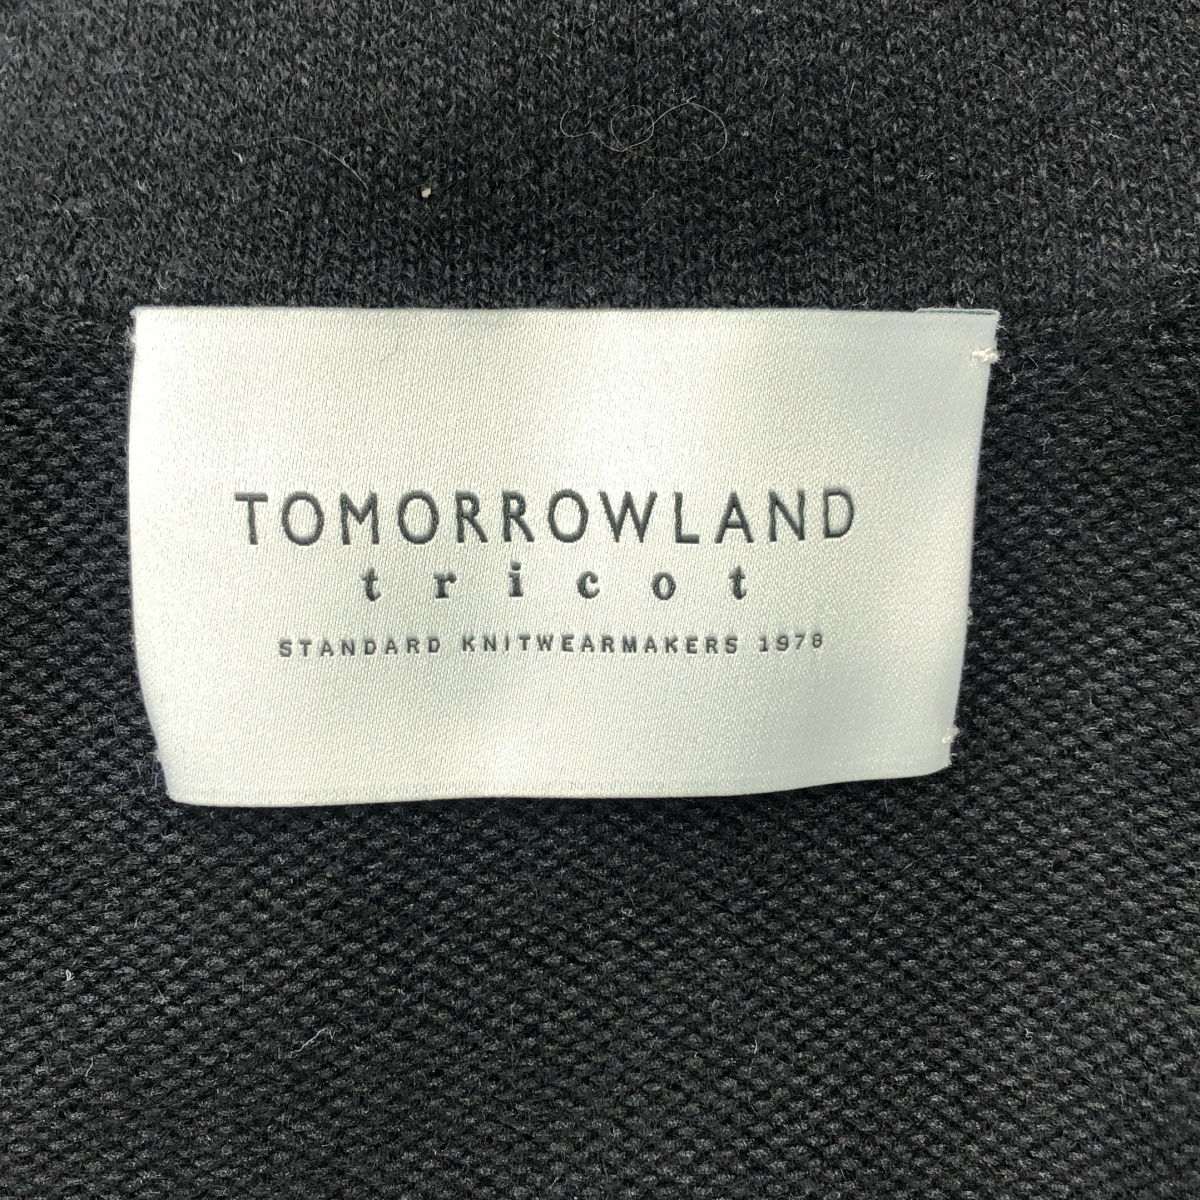 TOMORROWLAND
tricot
STANDARD KNITWEARMAKERS 1978